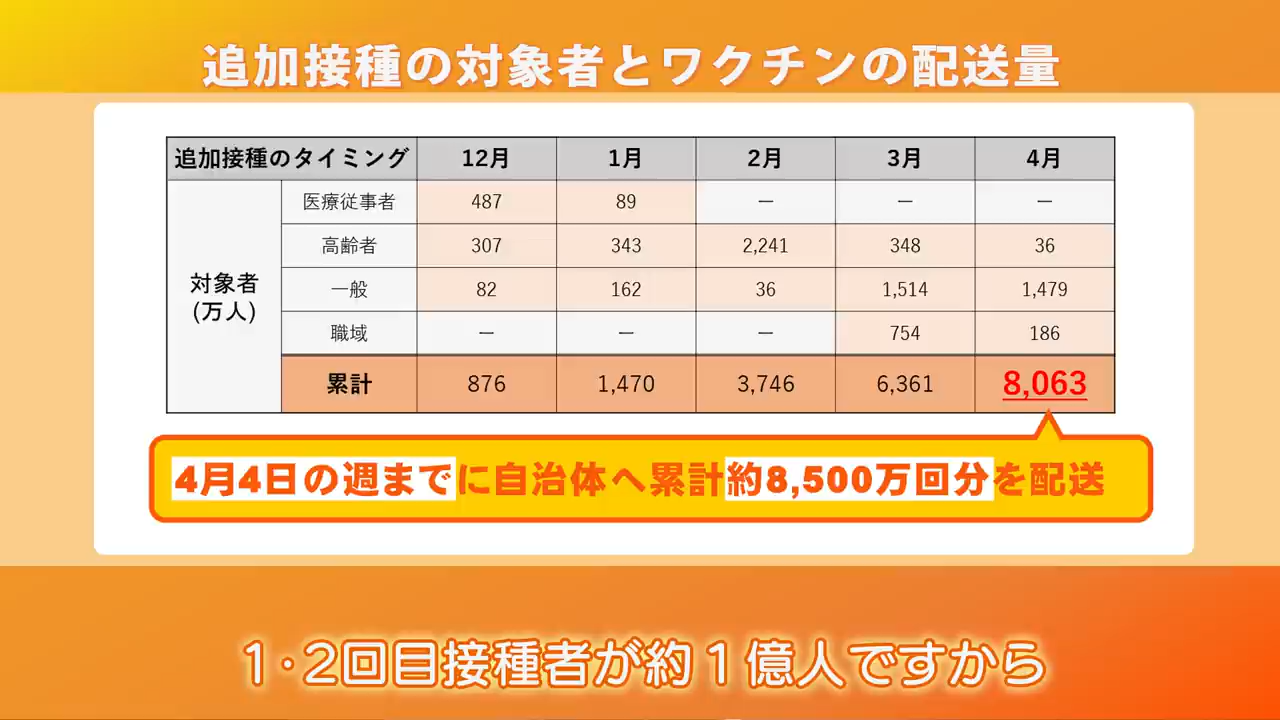 追加接種の対象者とワクチンの配送量
追加接種のタイミング 12月 1月 2月 3月 4月
対象者
(万人)
医療従事者 487 89 ー ー ー
高齢者 307 343 2,241 348 36
一般 82 162 36 1,514 1,479
職域 ー ー ー 754 186
累計 876 1,470 3,746 6,361 8,063
4月4日の週までに自治体へ累計約8,500万回分を配送
1・2回目接種者が約1億人ですから